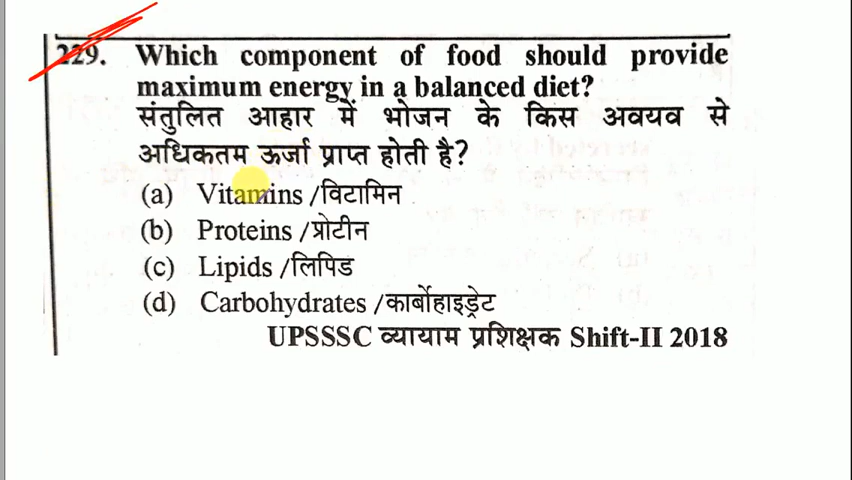 229. Which component of food should provide
maximum energy in a balanced diet?
संतुलित आहार में भोजन के किस अवयव से
अधिकतम ऊर्जा प्राप्त होती है?
(a) Vitamins /विटामिन
(b) Proteins /प्रोटीन
(c) Lipids /लिपिड
(d) Carbohydrates /कार्बोहाइड्रेट
UPSSSC व्यायाम प्रशिक्षक Shift-II 2018